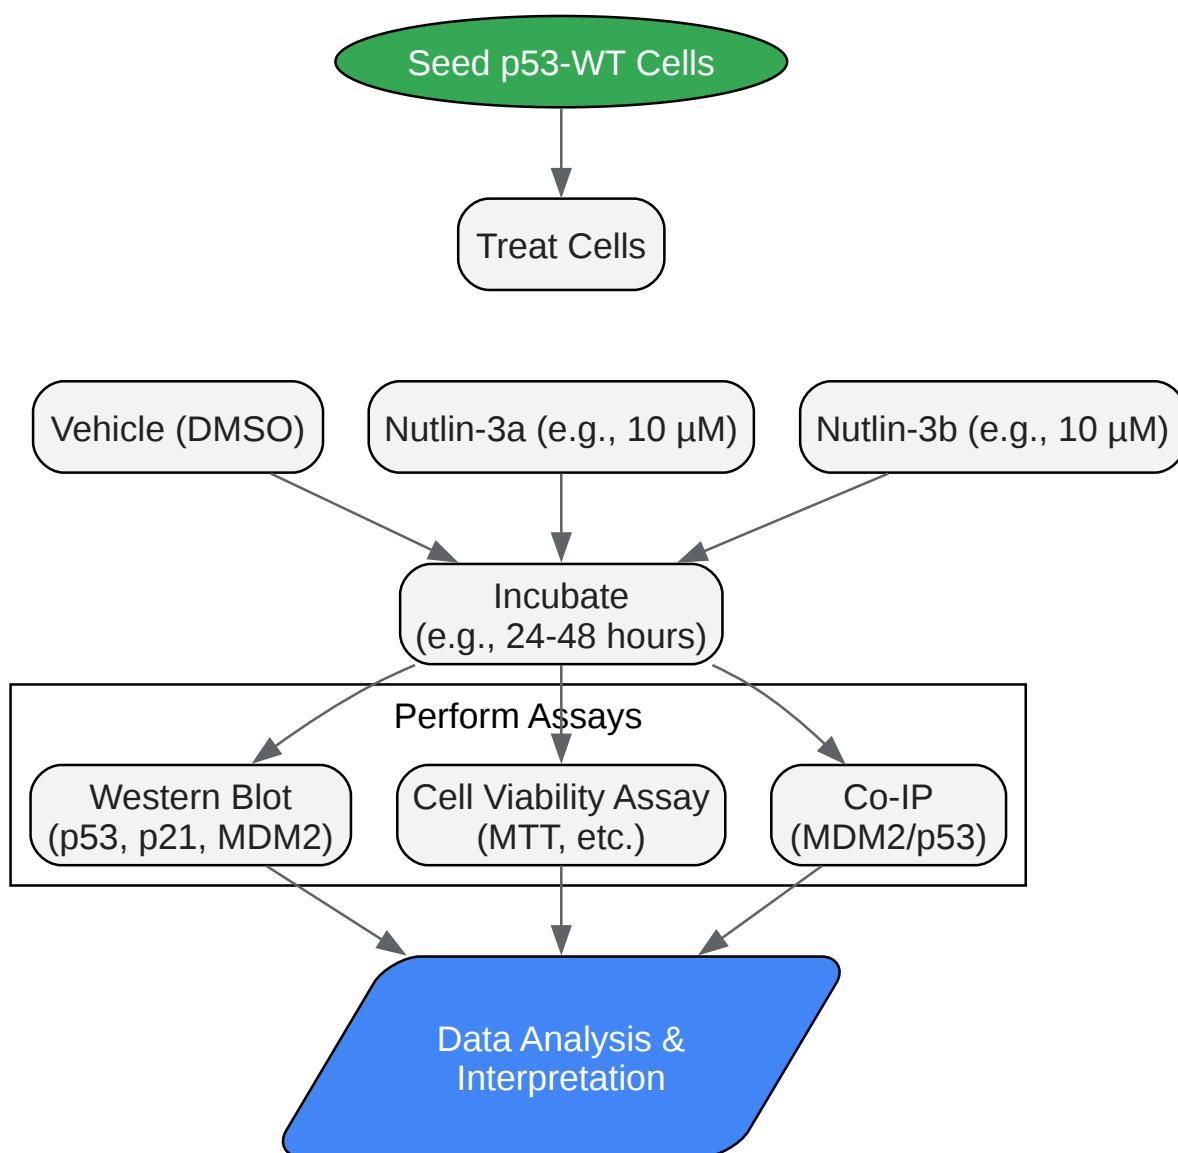 Seed p53-WT Cells
Treat Cells
Vehicle (DMSO)
Nutlin-3a (e.g., 10 µM)
Nutlin-3b (e.g., 10 µM)
Incubate
(e.g., 24-48 hours)
Perform Assays
Western Blot
(p53, p21, MDM2)
Cell Viability Assay
(MTT, etc.)
Co-IP
(MDM2/p53)
Data Analysis &
Interpretation